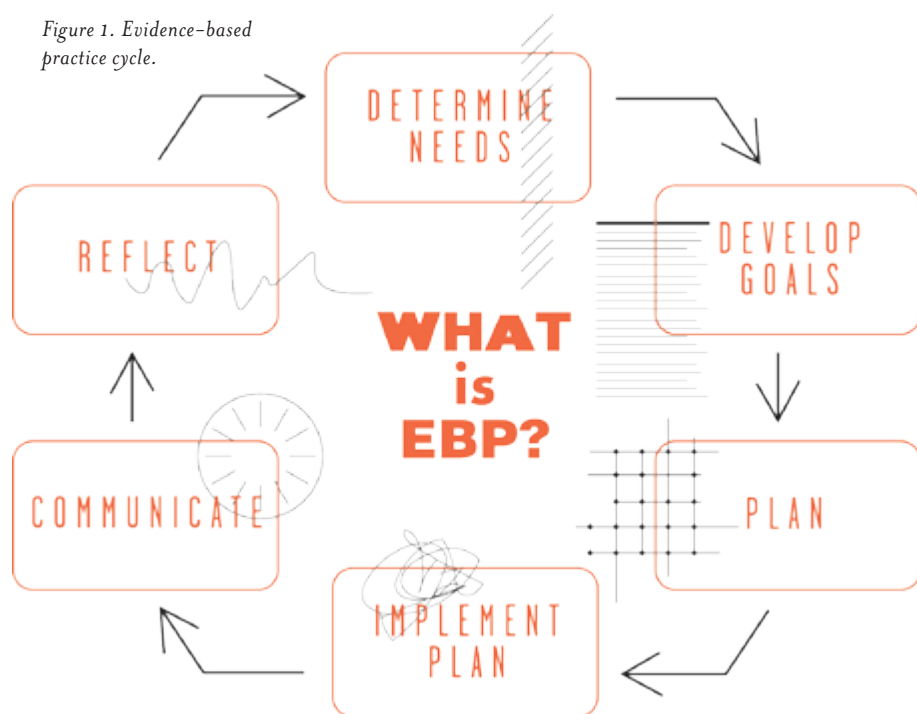 Figure 1. Evidence-based
practice cycle.
DETERMINE
NEEDS
DEVELOP
GOALS
PLAN
IMPLEMENT
PLAN
COMMUNICATE
REFLECT
WHAT
is
EBP?